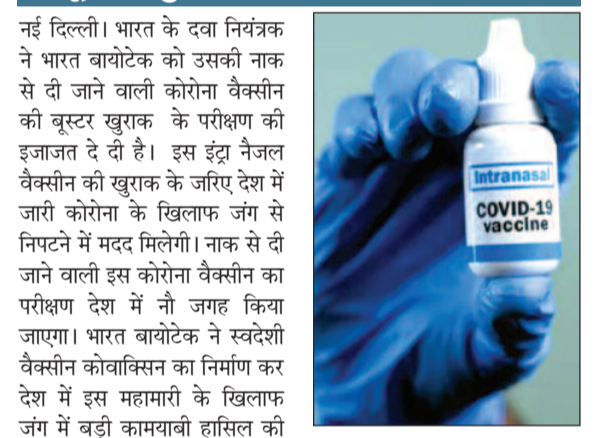 नई दिल्ली। भारत के दवा नियंत्रक
ने भारत बायोटेक को उसकी नाक
से दी जाने वाली कोरोना वैक्सीन
की बूस्टर खुराक के परीक्षण की
इजाजत दे दी है। इस इंट्रा नैजल
वैक्सीन की खुराक के जरिए देश में
जारी कोरोना के खिलाफ जंग से
निपटने में मदद मिलेगी। नाक से दी
जाने वाली इस कोरोना वैक्सीन का
परीक्षण देश में नौ जगह किया
जाएगा। भारत बायोटेक ने स्वदेशी
वैक्सीन कोवाक्सिन का निर्माण कर
देश में इस महामारी के खिलाफ
जंग में बड़ी कामयाबी हासिल की
Intranasal
COVID-19
vaccine